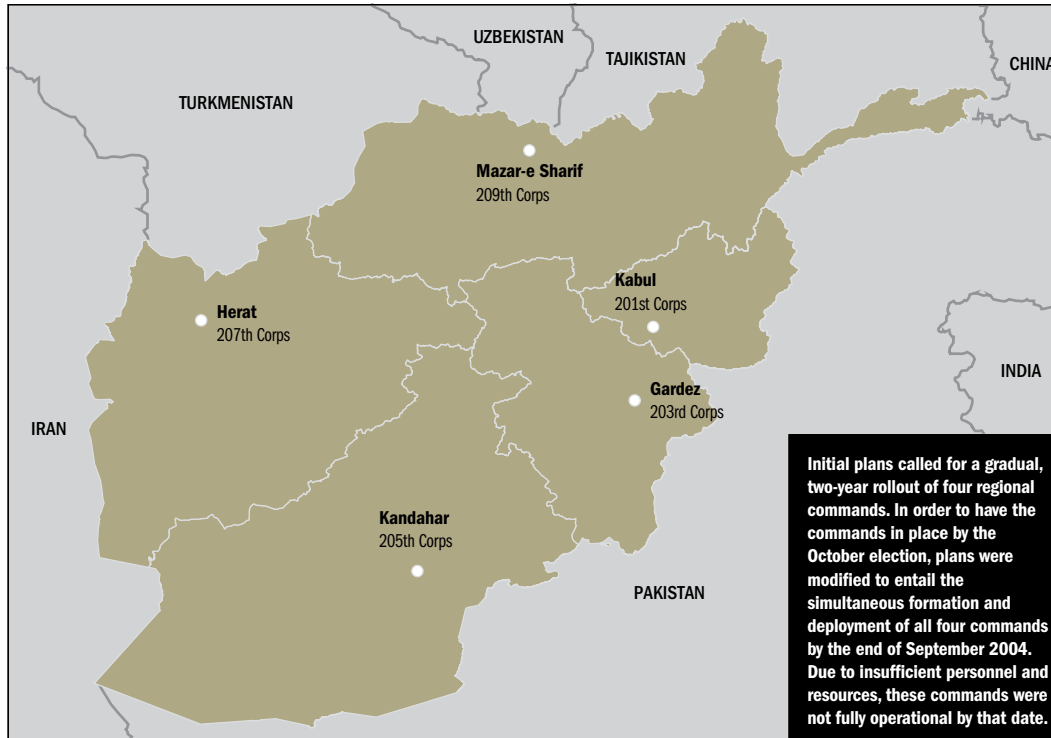 UZBEKISTAN
TAJIKISTAN
CHINA
TURKMENISTAN
Mazar-e Sharif
209th Corps
Kabul
201st Corps
Herat
207th Corps
INDIA
Gardez
203rd Corps
IRAN
Kandahar
205th Corps
PAKISTAN
Initial plans called for a gradual,
two-year rollout of four regional
commands. In order to have the
commands in place by the
October election, plans were
modified to entail the
simultaneous formation and
deployment of all four commands
by the end of September 2004.
Due to insufficient personnel and
resources, these commands were
not fully operational by that date.